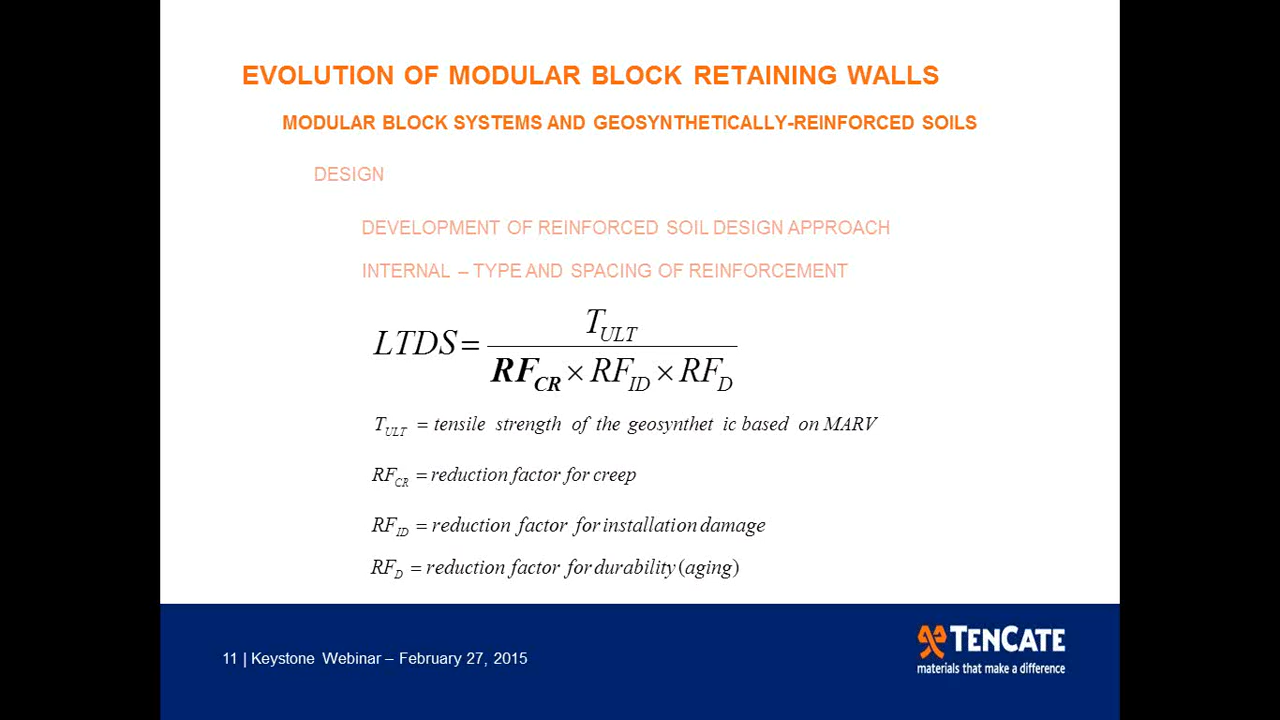 EVOLUTION OF MODULAR BLOCK RETAINING WALLS
MODULAR BLOCK SYSTEMS AND GEOSYNTHETICALLY-REINFORCED SOILS
DESIGN
DEVELOPMENT OF REINFORCED SOIL DESIGN APPROACH
INTERNAL – TYPE AND SPACING OF REINFORCEMENT
LTDS = T_ULT / (RF_CR × RF_ID × RF_D)
T_ULT = tensile strength of the geosynthet ic based on MARV
RF_CR = reduction factor for creep
RF_ID = reduction factor for installation damage
RF_D = reduction factor for durability (aging)
11 | Keystone Webinar – February 27, 2015
TENCATE
materials that make a difference